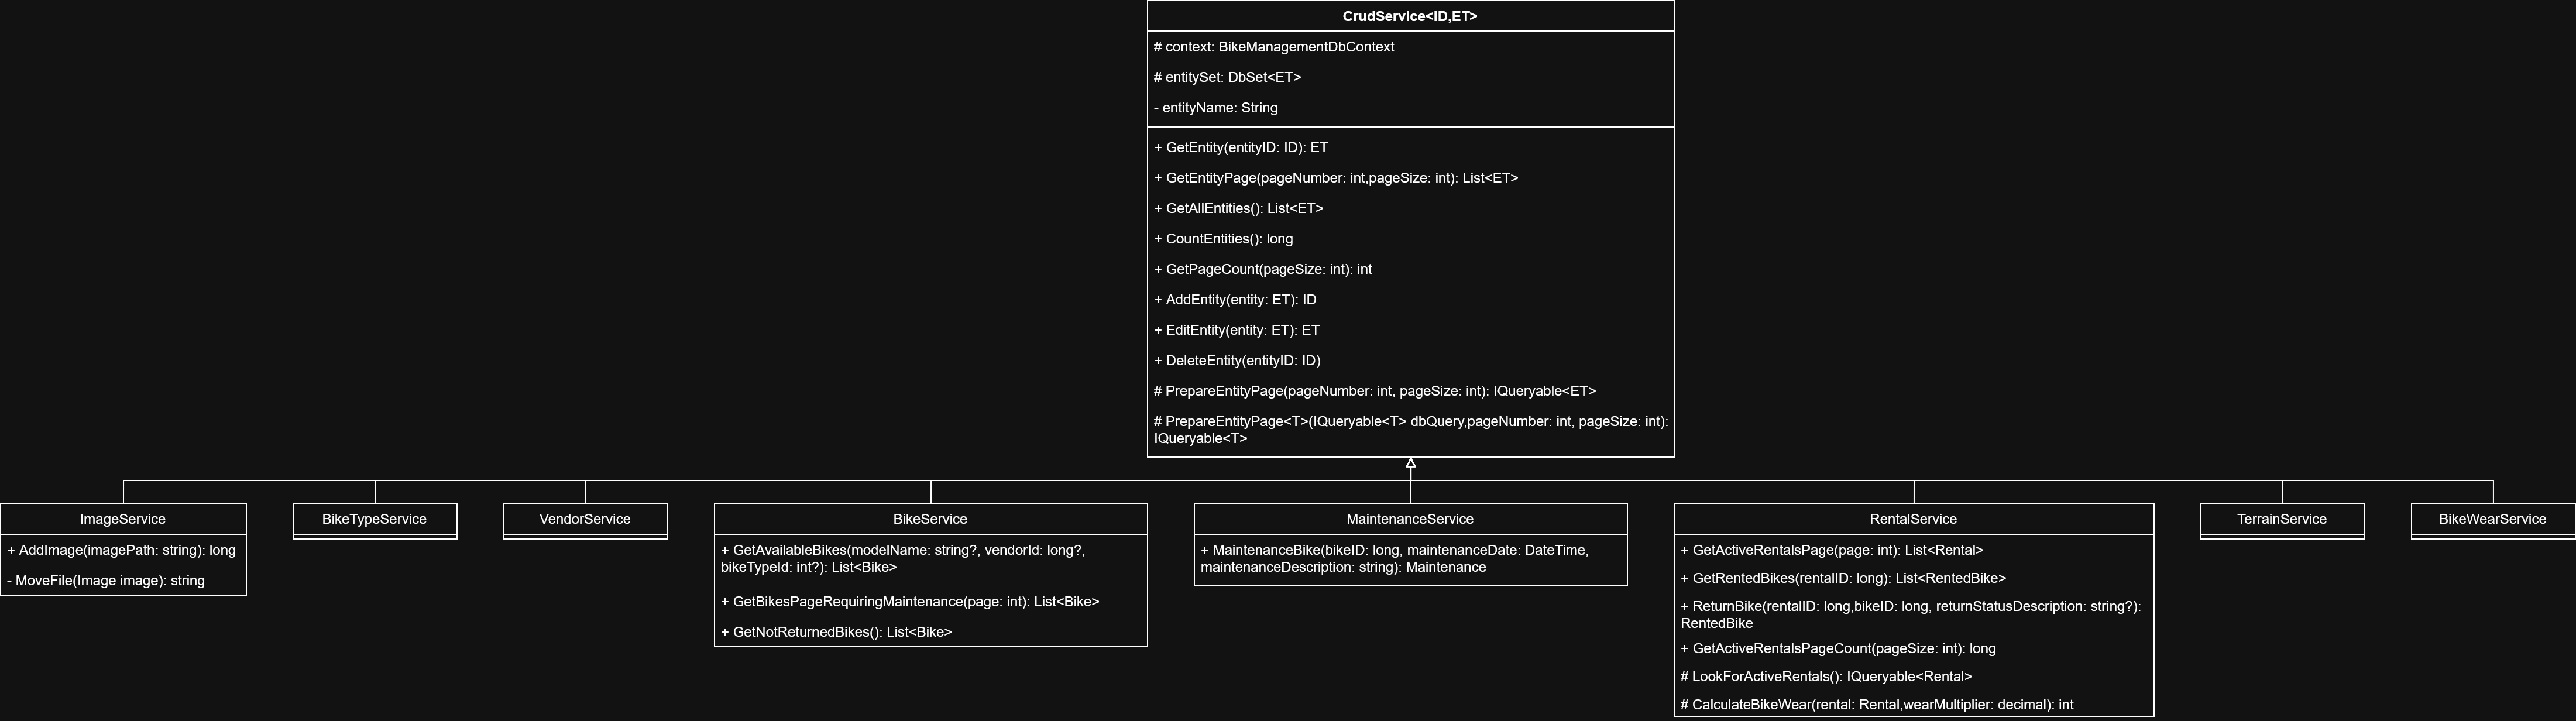 CrudService<ID,ET>
# context: BikeManagementDbContext
# entitySet: DbSet<ET>
- entityName: String
+ GetEntity(entityID: ID): ET
+ GetEntityPage(pageNumber: int,pageSize: int): List<ET>
+ GetAllEntities(): List<ET>
+ CountEntities(): long
+ GetPageCount(pageSize: int): int
+ AddEntity(entity: ET): ID
+ EditEntity(entity: ET): ET
+ DeleteEntity(entityID: ID)
# PrepareEntityPage(pageNumber: int, pageSize: int): IQueryable<ET>
# PrepareEntityPage<T>(IQueryable<T> dbQuery,pageNumber: int, pageSize: int):
IQueryable<T>
ImageService
+ AddImage(imagePath: string): long
- MoveFile(Image image): string
BikeTypeService
VendorService
BikeService
+ GetAvailableBikes(modelName: string?, vendorId: long?,
bikeTypeId: int?): List<Bike>
+ GetBikesPageRequiringMaintenance(page: int): List<Bike>
+ GetNotReturnedBikes(): List<Bike>
MaintenanceService
+ MaintenanceBike(bikeID: long, maintenanceDate: DateTime,
maintenanceDescription: string): Maintenance
RentalService
+ GetActiveRentalsPage(page: int): List<Rental>
+ GetRentedBikes(rentalID: long): List<RentedBike>
+ ReturnBike(rentalID: long,bikeID: long, returnStatusDescription: string?):
RentedBike
+ GetActiveRentalsPageCount(pageSize: int): long
# LookForActiveRentals(): IQueryable<Rental>
# CalculateBikeWear(rental: Rental,wearMultiplier: decimal): int
TerrainService
BikeWearService